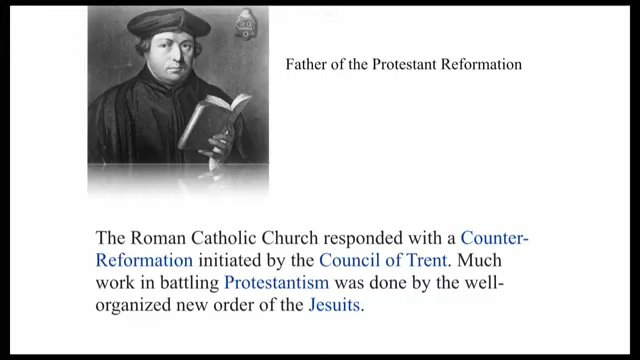 Father of the Protestant Reformation
The Roman Catholic Church responded with a Counter-
Reformation initiated by the Council of Trent. Much
work in battling Protestantism was done by the well-
organized new order of the Jesuits.